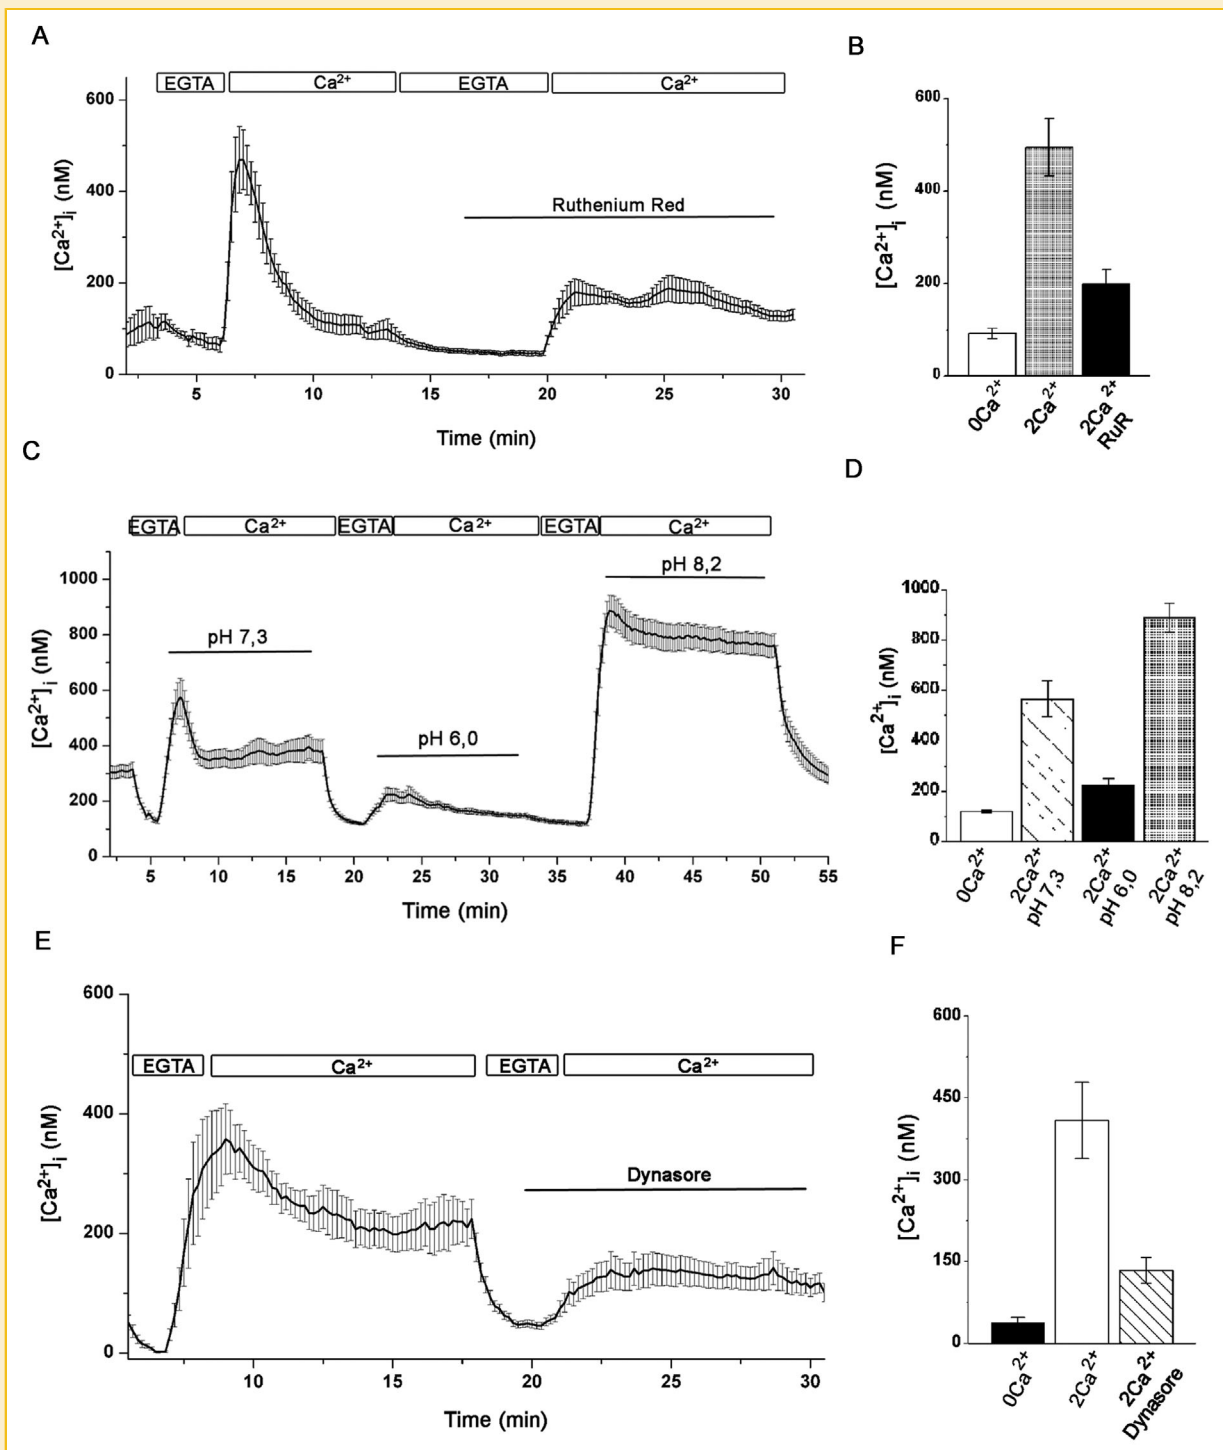 A
EGTA Ca²⁺ EGTA Ca²⁺
600
400
200
0
[Ca²⁺]ᵢ (nM)
Ruthenium Red
5 10 15 20 25 30
Time (min)
B
600
400
200
0
[Ca²⁺]ᵢ (nM)
0Ca²⁺
2Ca²⁺
2Ca²⁺
RuR
C
EGTA Ca²⁺ EGTA Ca²⁺ EGTA Ca²⁺
1000
800
600
400
200
0
[Ca²⁺]ᵢ (nM)
pH 7,3
pH 6,0
pH 8,2
5 10 15 20 25 30 35 40 45 50 55
Time (min)
D
1000
800
600
400
200
0
[Ca²⁺]ᵢ (nM)
0Ca²⁺
2Ca²⁺
pH 7,3
2Ca²⁺
pH 6,0
2Ca²⁺
pH 8,2
E
600
400
200
0
[Ca²⁺]ᵢ (nM)
EGTA Ca²⁺ EGTA Ca²⁺
Dynasore
10 15 20 25 30
Time (min)
F
600
450
300
150
0
[Ca²⁺]ᵢ (nM)
0Ca²⁺
2Ca²⁺
2Ca²⁺
Dynasore